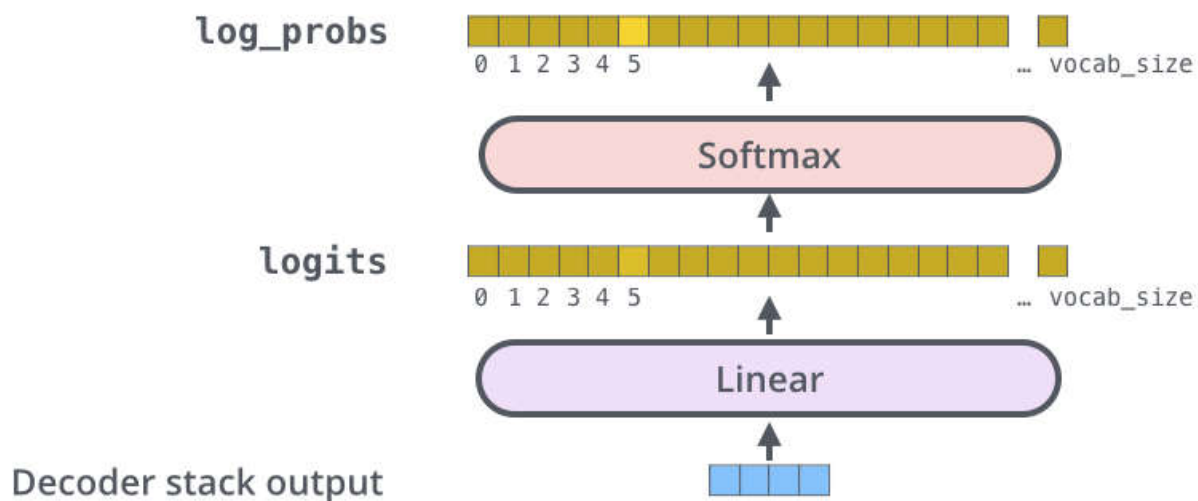 log_probs
0 1 2 3 4 5 … vocab_size
Softmax
logits
0 1 2 3 4 5 … vocab_size
Linear
Decoder stack output